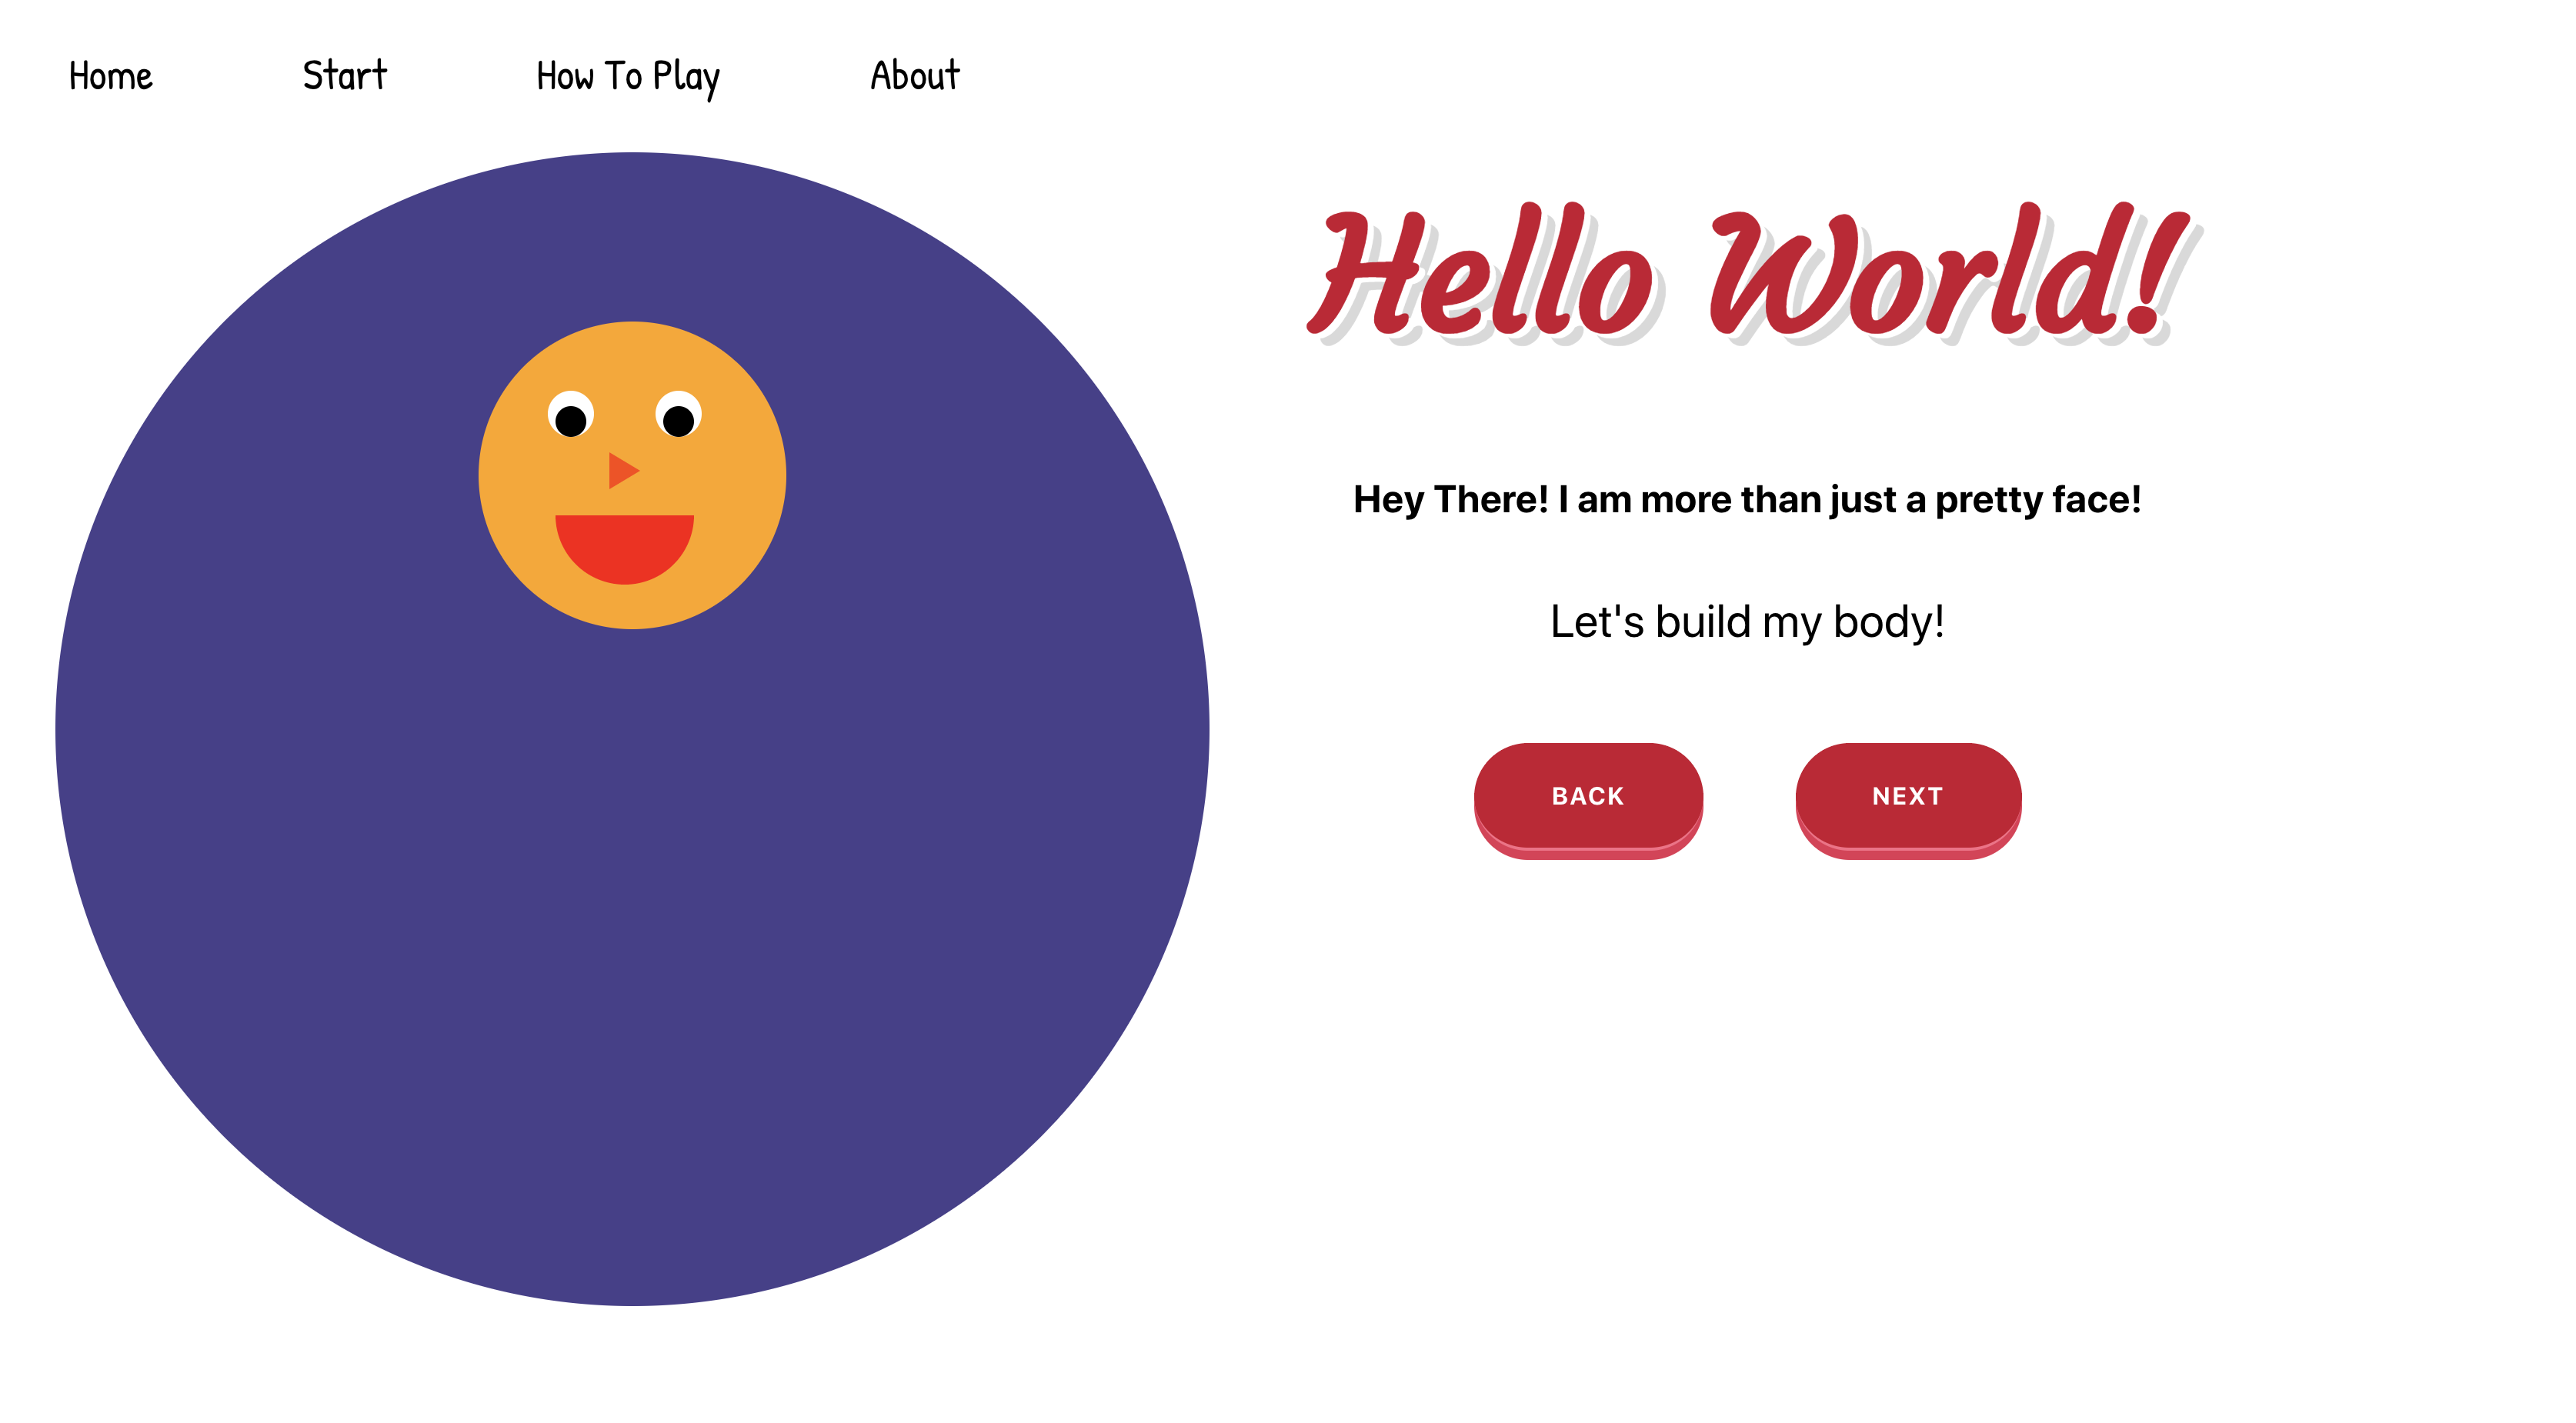 Home
Start
How To Play
About
Hello World!
Hey There! I am more than just a pretty face!
Let's build my body!
BACK
NEXT